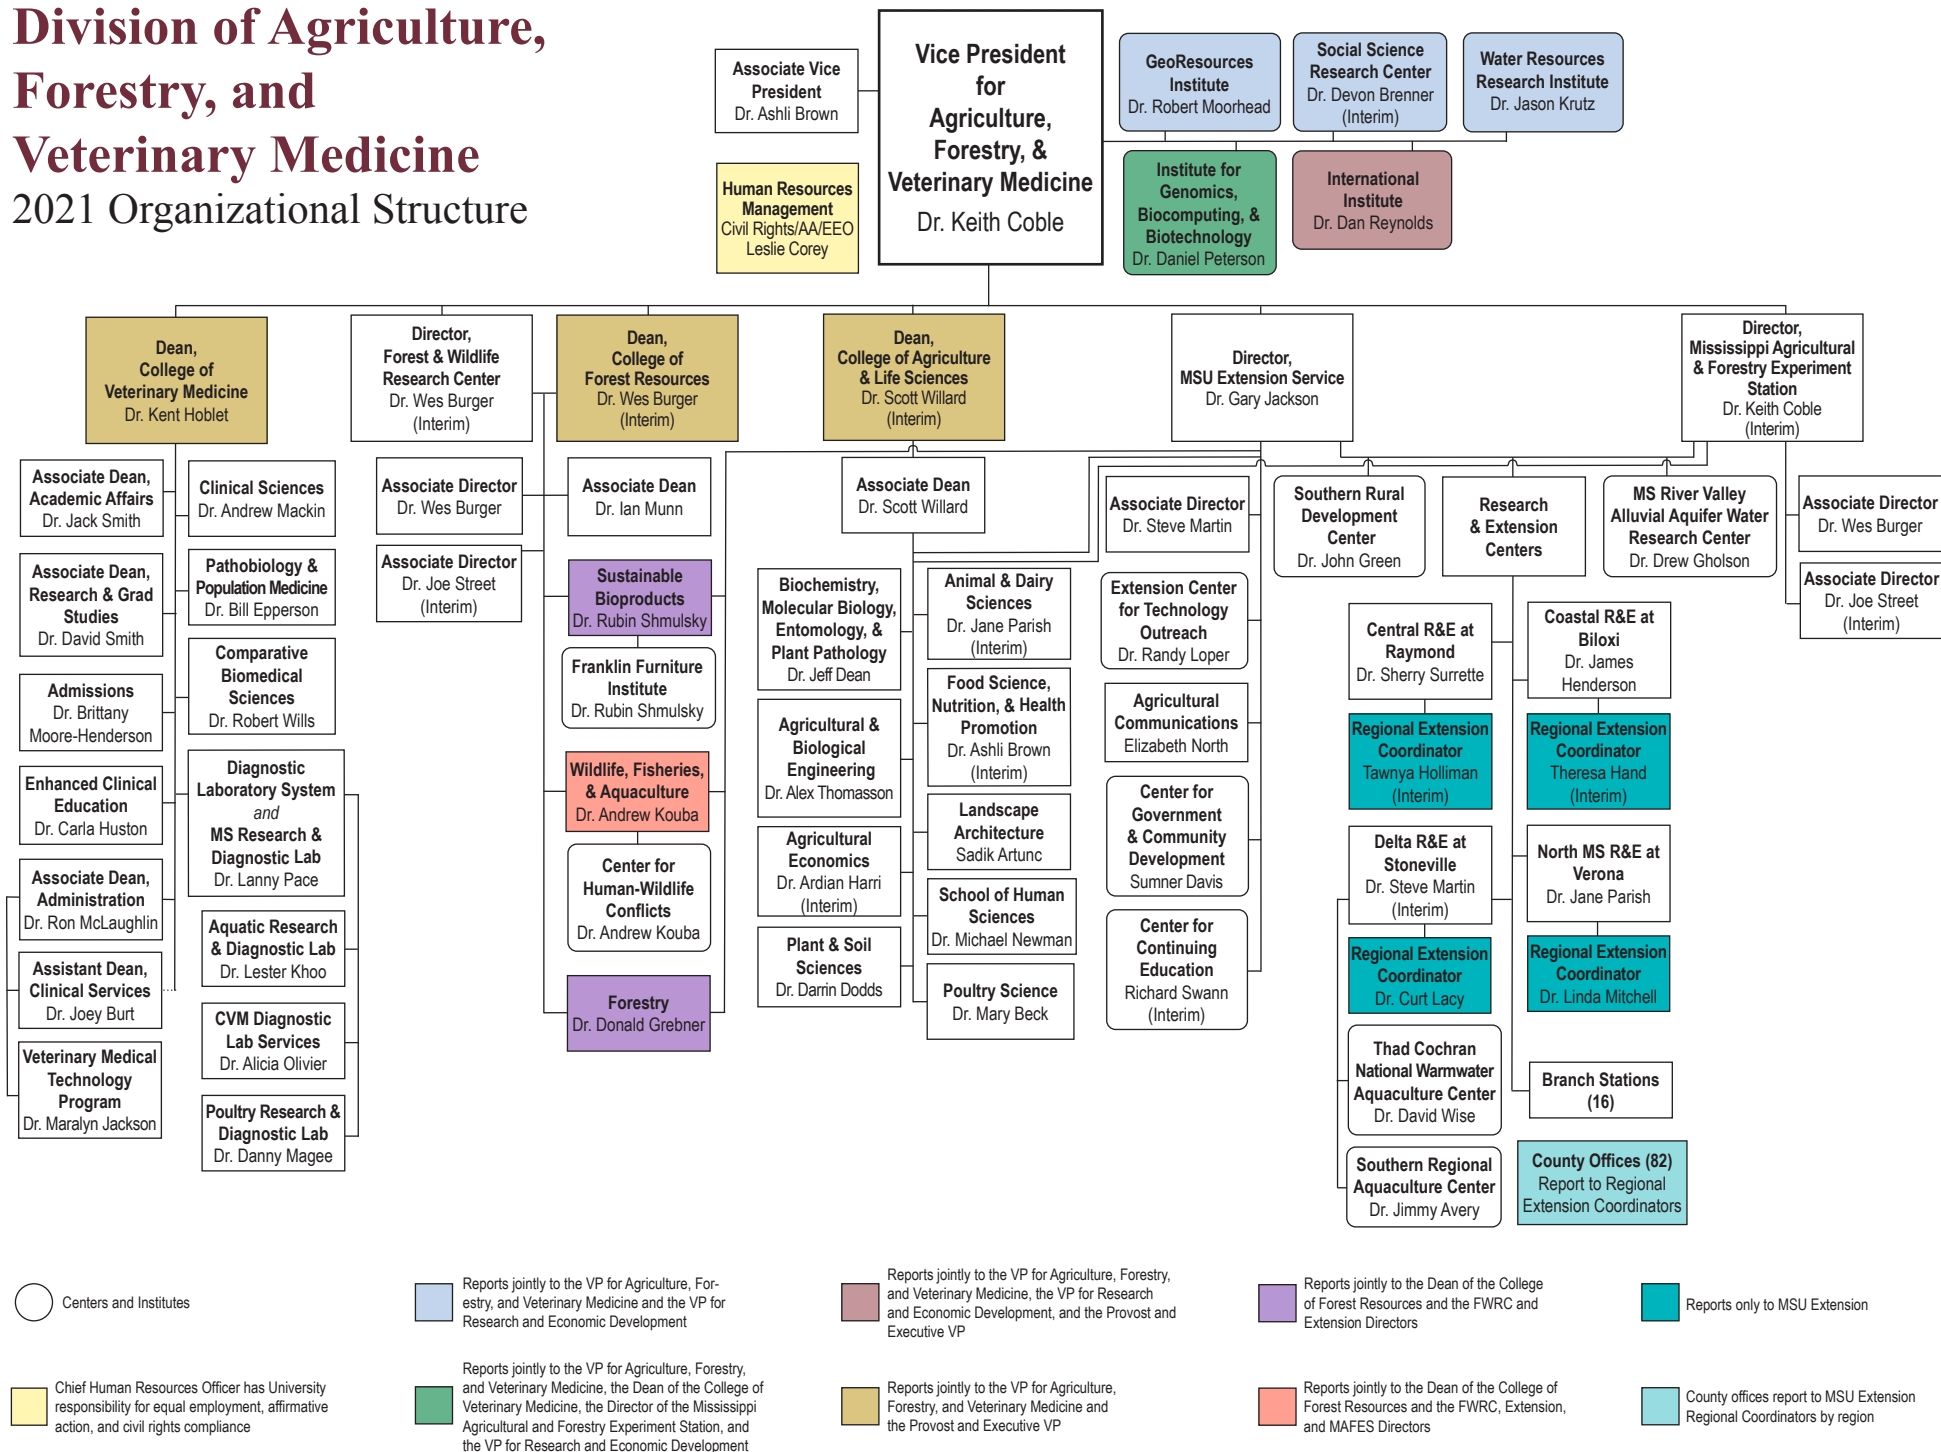 Division of Agriculture,
Forestry, and
Veterinary Medicine
2021 Organizational Structure
Vice President
for
Agriculture,
Forestry, &
Veterinary Medicine
Dr. Keith Coble
Associate Vice
President
Dr. Ashli Brown
Human Resources
Management
Civil Rights/AA/EEO
Leslie Corey
GeoResources
Institute
Dr. Robert Moorhead
Social Science
Research Center
Dr. Devon Brenner
(Interim)
Water Resources
Research Institute
Dr. Jason Krutz
Institute for
Genomics,
Biocomputing, &
Biotechnology
Dr. Daniel Peterson
International
Institute
Dr. Dan Reynolds
Dean,
College of
Veterinary Medicine
Dr. Kent Hoblet
Director,
Forest & Wildlife
Research Center
Dr. Wes Burger
(Interim)
Dean,
College of
Forest Resources
Dr. Wes Burger
(Interim)
Dean,
College of Agriculture
& Life Sciences
Dr. Scott Willard
(Interim)
Director,
MSU Extension Service
Dr. Gary Jackson
Director,
Mississippi Agricultural
& Forestry Experiment
Station
Dr. Keith Coble
(Interim)
Associate Dean,
Academic Affairs
Dr. Jack Smith
Associate Dean,
Research & Grad
Studies
Dr. David Smith
Admissions
Dr. Brittany
Moore-Henderson
Enhanced Clinical
Education
Dr. Carla Huston
Associate Dean,
Administration
Dr. Ron McLaughlin
Assistant Dean,
Clinical Services
Dr. Joey Burt
Veterinary Medical
Technology
Program
Dr. Maralyn Jackson
Clinical Sciences
Dr. Andrew Mackin
Pathobiology &
Population Medicine
Dr. Bill Epperson
Comparative
Biomedical
Sciences
Dr. Robert Wills
Diagnostic
Laboratory System
and
MS Research &
Diagnostic Lab
Dr. Lanny Pace
Aquatic Research
& Diagnostic Lab
Dr. Lester Khoo
CVM Diagnostic
Lab Services
Dr. Alicia Olivier
Poultry Research &
Diagnostic Lab
Dr. Danny Magee
Associate Director
Dr. Wes Burger
Associate Director
Dr. Joe Street
(Interim)
Associate Dean
Dr. Ian Munn
Sustainable
Bioproducts
Dr. Rubin Shmulsky
Franklin Furniture
Institute
Dr. Rubin Shmulsky
Wildlife, Fisheries,
& Aquaculture
Dr. Andrew Kouba
Center for
Human-Wildlife
Conflicts
Dr. Andrew Kouba
Forestry
Dr. Donald Grebner
Associate Dean
Dr. Scott Willard
Biochemistry,
Molecular Biology,
Entomology, &
Plant Pathology
Dr. Jeff Dean
Agricultural &
Biological
Engineering
Dr. Alex Thomasson
Agricultural
Economics
Dr. Ardian Harri
(Interim)
Plant & Soil
Sciences
Dr. Darrin Dodds
Animal & Dairy
Sciences
Dr. Jane Parish
(Interim)
Food Science,
Nutrition, & Health
Promotion
Dr. Ashli Brown
(Interim)
Landscape
Architecture
Sadik Artunc
School of Human
Sciences
Dr. Michael Newman
Poultry Science
Dr. Mary Beck
Associate Director
Dr. Steve Martin
Extension Center
for Technology
Outreach
Dr. Randy Loper
Agricultural
Communications
Elizabeth North
Center for
Government
& Community
Development
Sumner Davis
Center for
Continuing
Education
Richard Swann
(Interim)
Southern Rural
Development
Center
Dr. John Green
Research
& Extension
Centers
MS River Valley
Alluvial Aquifer Water
Research Center
Dr. Drew Gholson
Associate Director
Dr. Wes Burger
Associate Director
Dr. Joe Street
(Interim)
Central R&E at
Raymond
Dr. Sherry Surrette
Regional Extension
Coordinator
Tawnya Holliman
(Interim)
Delta R&E at
Stoneville
Dr. Steve Martin
(Interim)
Regional Extension
Coordinator
Dr. Curt Lacy
Thad Cochran
National Warmwater
Aquaculture Center
Dr. David Wise
Southern Regional
Aquaculture Center
Dr. Jimmy Avery
Coastal R&E at
Biloxi
Dr. James
Henderson
Regional Extension
Coordinator
Theresa Hand
(Interim)
North MS R&E at
Verona
Dr. Jane Parish
Regional Extension
Coordinator
Dr. Linda Mitchell
Branch Stations
(16)
County Offices (82)
Report to Regional
Extension Coordinators
Centers and Institutes
Reports jointly to the VP for Agriculture, For-
estry, and Veterinary Medicine and the VP for
Research and Economic Development
Reports jointly to the VP for Agriculture, Forestry,
and Veterinary Medicine, the VP for Research
and Economic Development, and the Provost and
Executive VP
Reports jointly to the Dean of the College
of Forest Resources and the FWRC and
Extension Directors
Reports only to MSU Extension
Chief Human Resources Officer has University
responsibility for equal employment, affirmative
action, and civil rights compliance
Reports jointly to the VP for Agriculture, Forestry,
and Veterinary Medicine, the Dean of the College of
Veterinary Medicine, the Director of the Mississippi
Agricultural and Forestry Experiment Station, and
the VP for Research and Economic Development
Reports jointly to the VP for Agriculture,
Forestry, and Veterinary Medicine and
the Provost and Executive VP
Reports jointly to the Dean of the College of
Forest Resources and the FWRC, Extension,
and MAFES Directors
County offices report to MSU Extension
Regional Coordinators by region